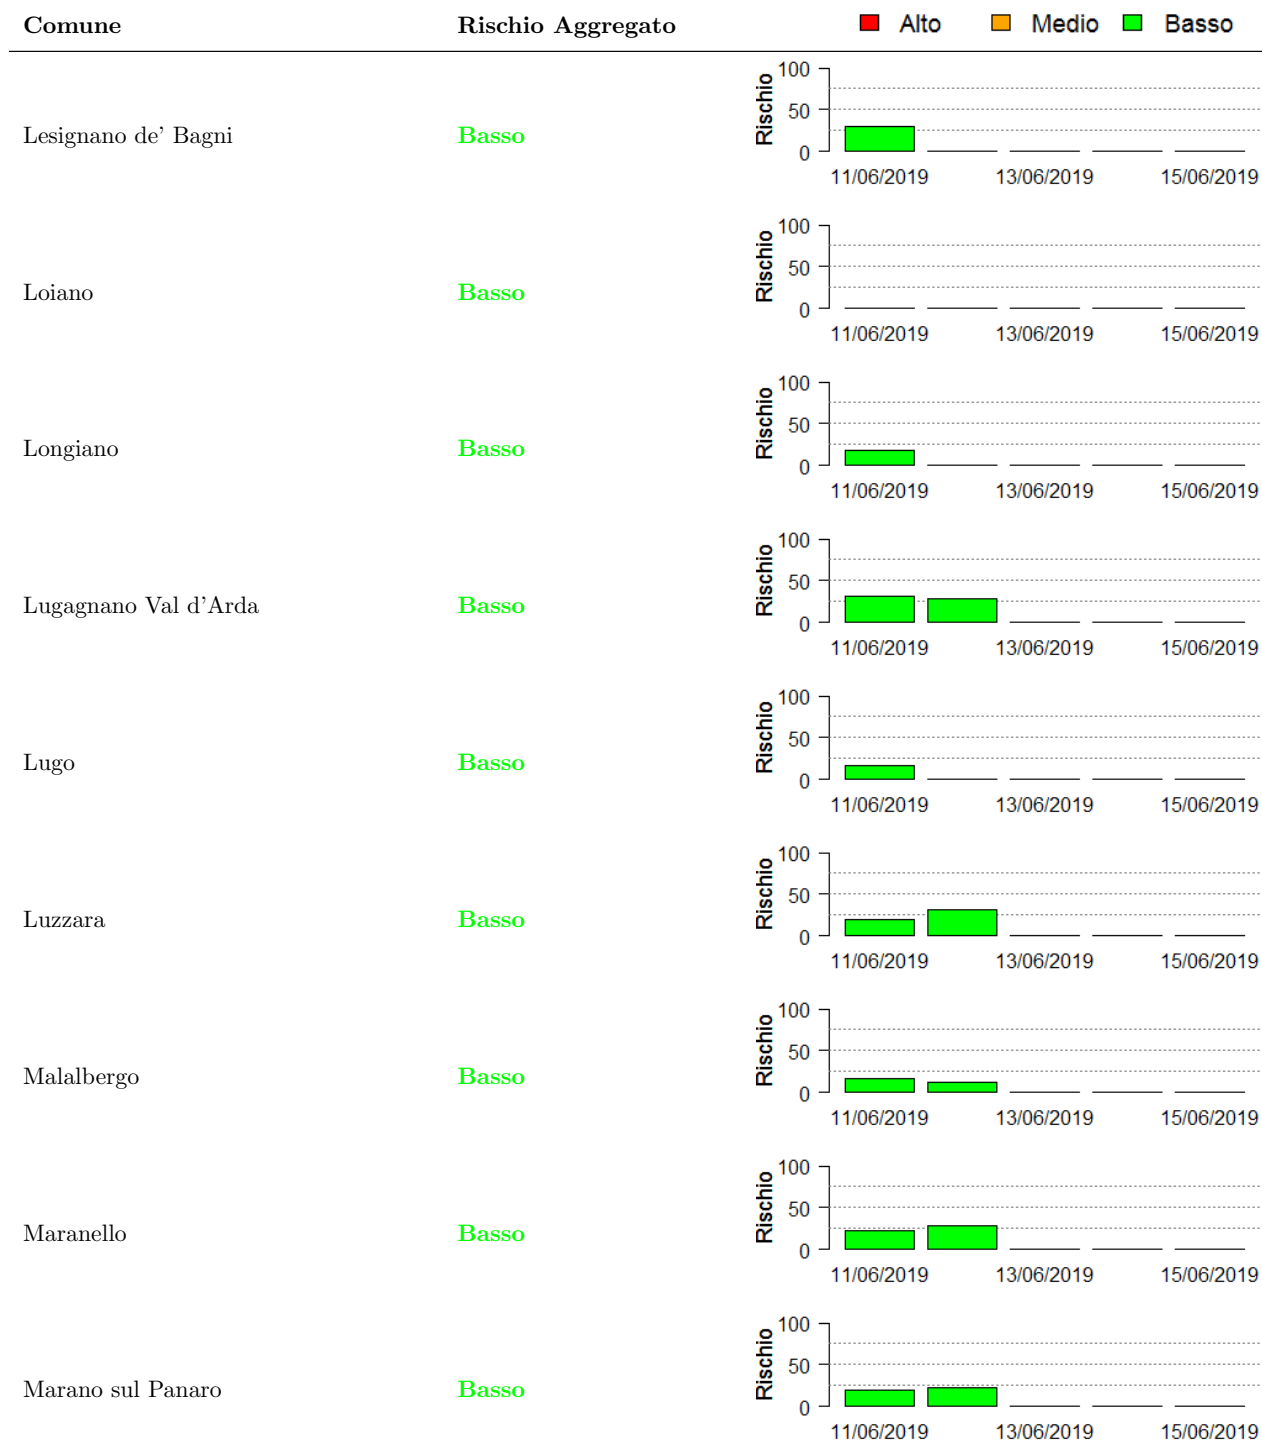 Comune Rischio Aggregato Alto Medio Basso
100
Rischio
50
Lesignano de' Bagni Basso
0
11/06/2019 13/06/2019 15/06/2019
100
Rischio
50
Loiano Basso
0
11/06/2019 13/06/2019 15/06/2019
100
Rischio
50
Longiano Basso
0
11/06/2019 13/06/2019 15/06/2019
100
Rischio
50
Lugagnano Val d'Arda Basso
0
11/06/2019 13/06/2019 15/06/2019
100
Rischio
50
Lugo Basso
0
11/06/2019 13/06/2019 15/06/2019
100
Rischio
50
Luzzara Basso
0
11/06/2019 13/06/2019 15/06/2019
100
Rischio
50
Malalbergo Basso
0
11/06/2019 13/06/2019 15/06/2019
100
Rischio
50
Maranello Basso
0
11/06/2019 13/06/2019 15/06/2019
100
Rischio
50
Marano sul Panaro Basso
0
11/06/2019 13/06/2019 15/06/2019